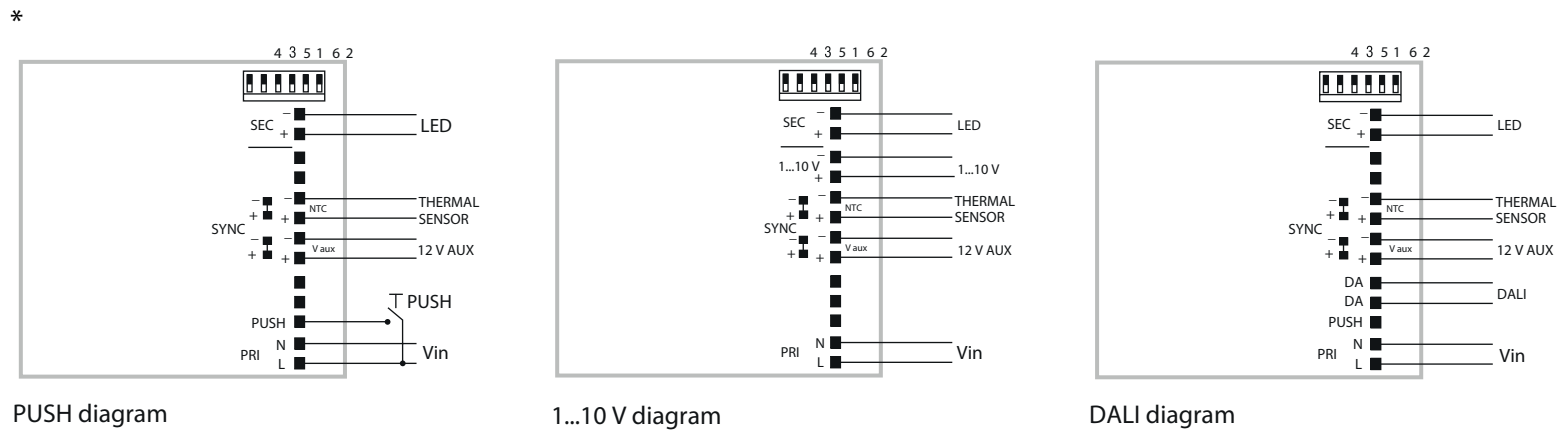 *
4 3 5 1 6 2
SEC − LED
+
− THERMAL
NTC
− + SENSOR
+
SYNC
− − 12 V AUX
V aux
+ +
PUSH
PUSH
N
PRI Vin
L
PUSH diagram
4 3 5 1 6 2
SEC − LED
+
1...10 V − 1...10 V
+
− − THERMAL
NTC
+ + SENSOR
SYNC
− − 12 V AUX
V aux
+ +
N
PRI Vin
L
1...10 V diagram
4 3 5 1 6 2
SEC − LED
+
− − THERMAL
NTC
+ + SENSOR
SYNC
− − 12 V AUX
V aux
+ +
DA
DALI
DA
PUSH
N
PRI Vin
L
DALI diagram